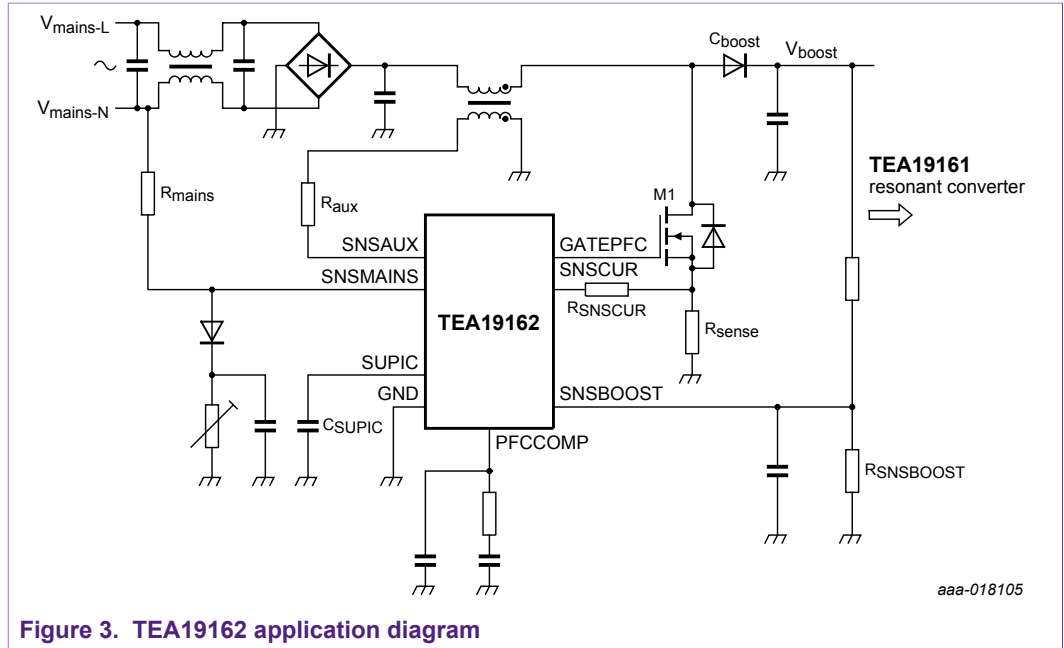 Vmains-L
Cboost
Vboost
Vmains-N
TEA19161
resonant converter
Rmains
Raux
M1
SNSAUX
GATEPFC
SNSMAINS
SNSCUR
RSNSCUR
TEA19162
Rsense
SUPIC
GND
SNSBOOST
CSUPIC
PFCCOMP
RSNSBOOST
aaa-018105
Figure 3. TEA19162 application diagram